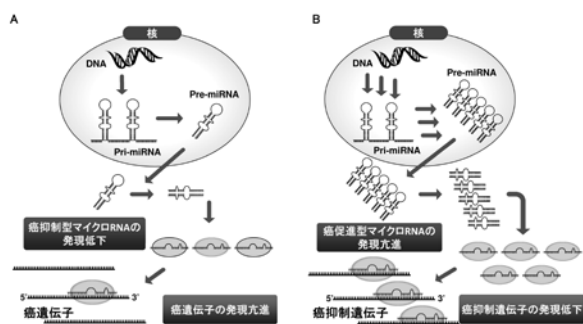 A
核
DNA
Pre-miRNA
Pri-miRNA
癌抑制型マイクロRNAの
発現低下
5' 3'
癌遺伝子
癌遺伝子の発現亢進
B
核
DNA
Pre-miRNA
Pri-miRNA
癌促進型マイクロRNAの
発現亢進
5' 3'
癌抑制遺伝子
癌抑制遺伝子の発現低下